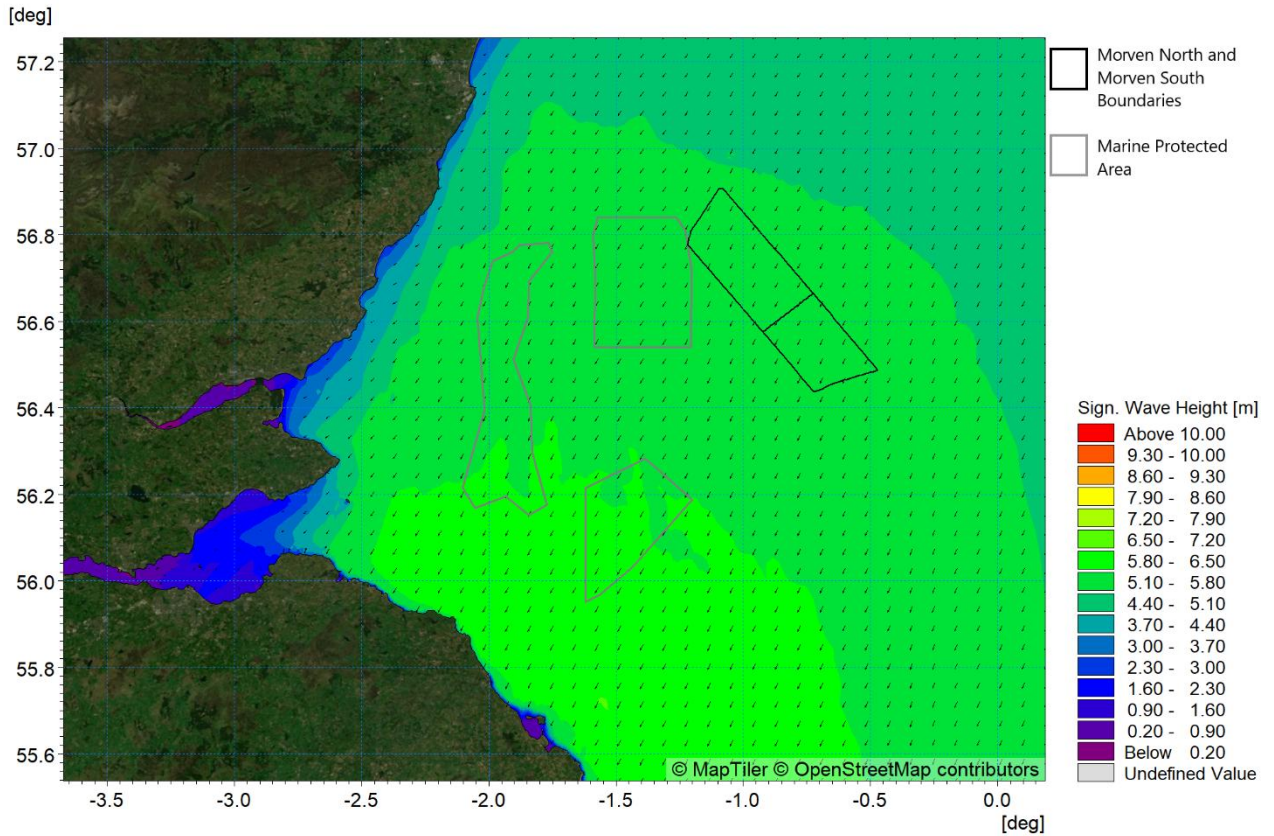 [deg]
57.2
57.0
56.8
56.6
56.4
56.2
56.0
55.8
55.6
-3.5 -3.0 -2.5 -2.0 -1.5 -1.0 -0.5 0.0
[deg]
© MapTiler © OpenStreetMap contributors
Morven North and
Morven South
Boundaries
Marine Protected
Area
Sign. Wave Height [m]
Above 10.00
9.30 - 10.00
8.60 - 9.30
7.90 - 8.60
7.20 - 7.90
6.50 - 7.20
5.80 - 6.50
5.10 - 5.80
4.40 - 5.10
3.70 - 4.40
3.00 - 3.70
2.30 - 3.00
1.60 - 2.30
0.90 - 1.60
0.20 - 0.90
Below 0.20
Undefined Value